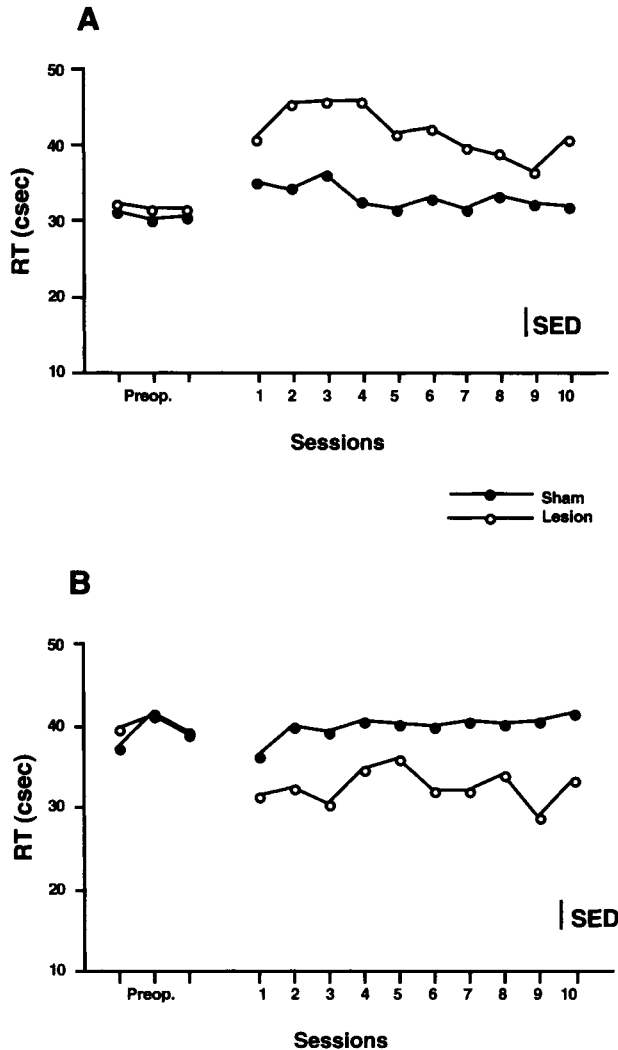 A
50
40
30
20
10
RT (csec)
SED
Preop.
1 2 3 4 5 6 7 8 9 10
Sessions
Sham
Lesion
B
50
40
30
20
10
RT (csec)
SED
Preop.
1 2 3 4 5 6 7 8 9 10
Sessions